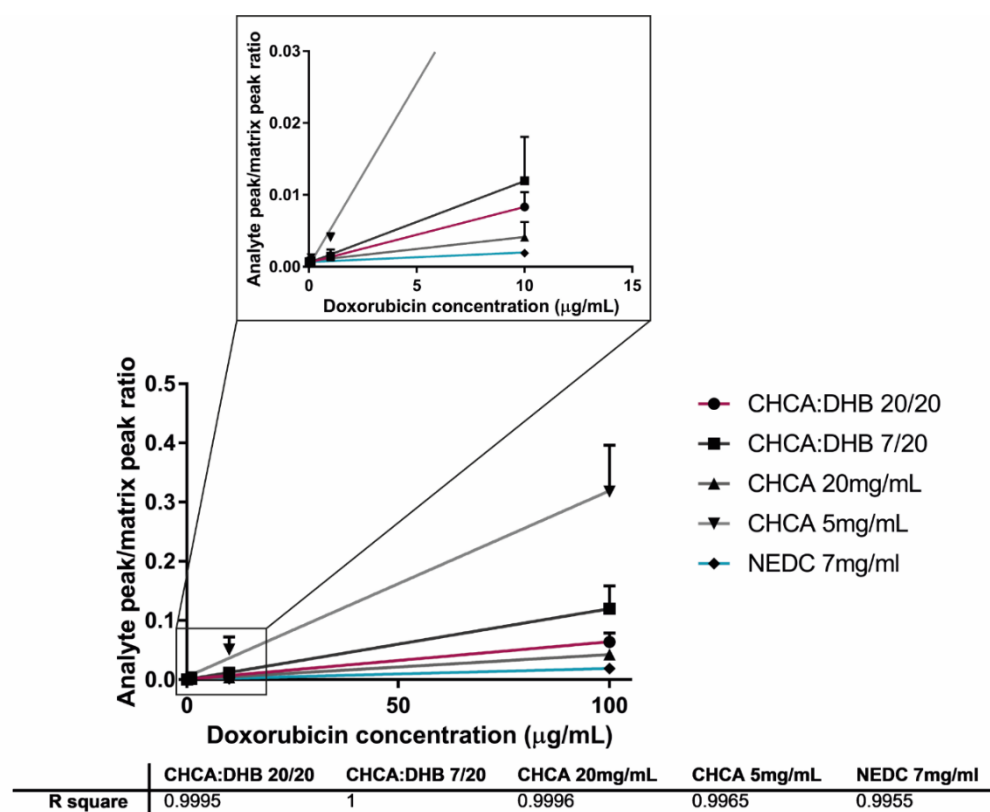 Analyte peak/matrix peak ratio
0.03
0.02
0.01
0.00
0
5
10
15
Doxorubicin concentration (μg/mL)
Analyte peak/matrix peak ratio
0.5
0.4
0.3
0.2
0.1
0.0
0
50
100
Doxorubicin concentration (μg/mL)
CHCA:DHB 20/20
CHCA:DHB 7/20
CHCA 20mg/mL
CHCA 5mg/mL
NEDC 7mg/ml
CHCA:DHB 20/20 CHCA:DHB 7/20 CHCA 20mg/mL CHCA 5mg/mL NEDC 7mg/ml
R square 0.9995 1 0.9996 0.9965 0.9955